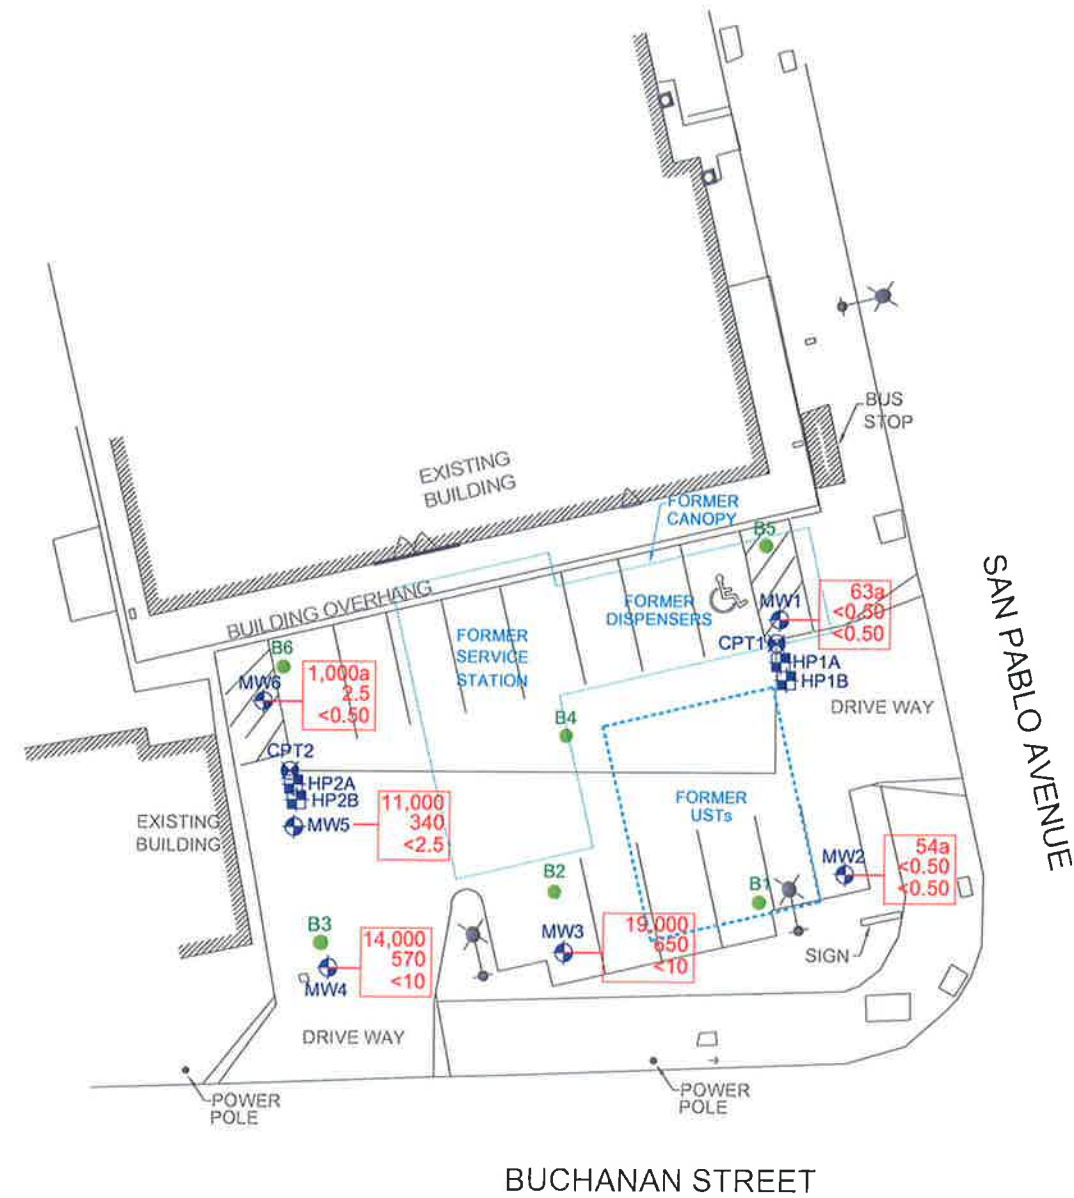 BUS
STOP
EXISTING
BUILDING
FORMER
CANOPY
B5
SAN PABLO AVENUE
BUILDING OVERHANG
FORMER
DISPENSERS
MW1
63a
<0.50
<0.50
CPT1
HP1A
HP1B
DRIVE WAY
FORMER
SERVICE
STATION
B6
MW6
1,000a
2.5
<0.50
B4
CPT2
HP2A
HP2B
MW5
11,000
340
<2.5
EXISTING
BUILDING
FORMER
USTs
MW2
54a
<0.50
<0.50
B2
B1
B3
MW4
14,000
570
<10
MW3
19,000
650
<10
SIGN
DRIVE WAY
POWER
POLE
POWER
POLE
BUCHANAN STREET